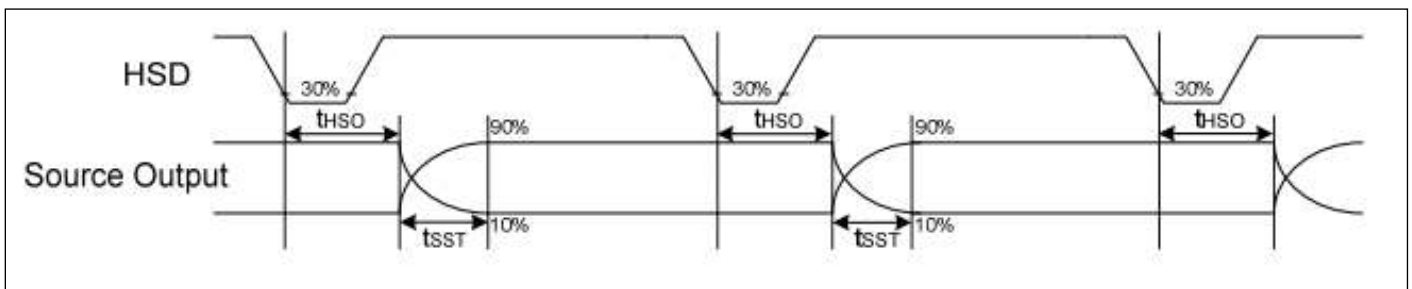 HSD
30%
30%
30%
tHSO
tHSO
tHSO
90%
90%
Source Output
10%
10%
tSST
tSST